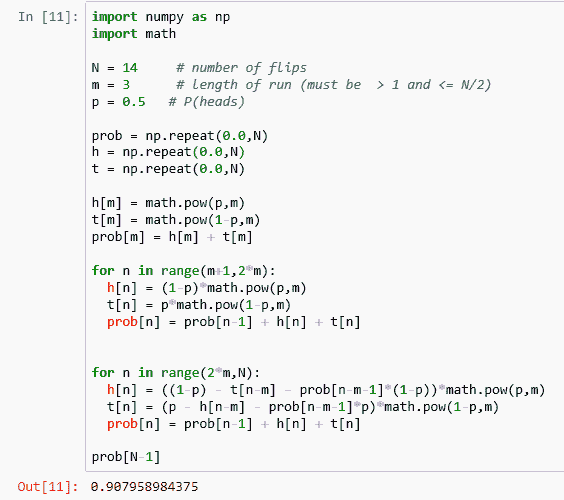 In [11]: import numpy as np
import math
N = 14 # number of flips
m = 3 # length of run (must be > 1 and <= N/2)
p = 0.5 # P(heads)
prob = np.repeat(0.0,N)
h = np.repeat(0.0,N)
t = np.repeat(0.0,N)
h[m] = math.pow(p,m)
t[m] = math.pow(1-p,m)
prob[m] = h[m] + t[m]
for n in range(m+1,2*m):
h[n] = (1-p)*math.pow(p,m)
t[n] = p*math.pow(1-p,m)
prob[n] = prob[n-1] + h[n] + t[n]
for n in range(2*m,N):
h[n] = ((1-p) - t[n-m] - prob[n-m-1]*(1-p))*math.pow(p,m)
t[n] = (p - h[n-m] - prob[n-m-1]*p)*math.pow(1-p,m)
prob[n] = prob[n-1] + h[n] + t[n]
prob[N-1]
Out[11]: 0.907958984375